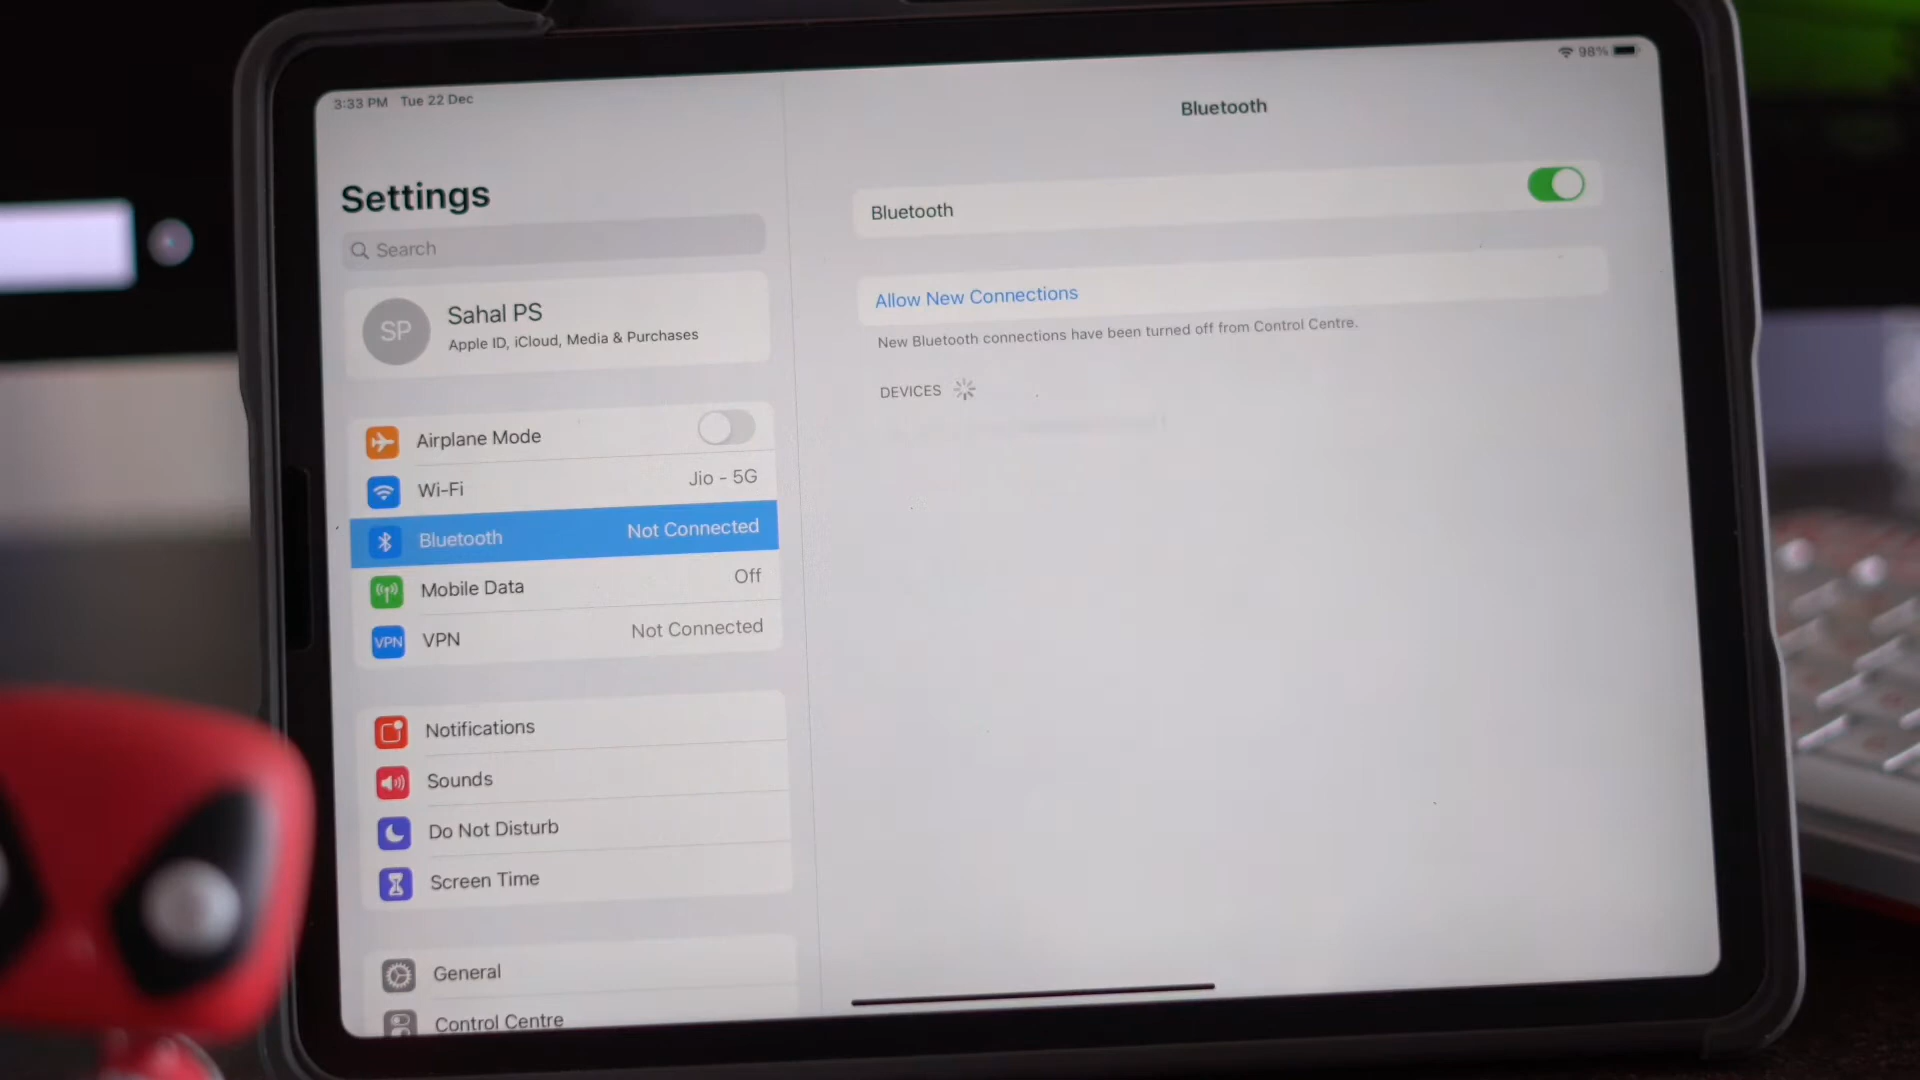 3:33 PM Tue 22 Dec
98%
Settings
Search
SP
Sahal PS
Apple ID, iCloud, Media & Purchases
Airplane Mode
Wi-Fi Jio - 5G
Bluetooth Not Connected
Mobile Data Off
VPN VPN Not Connected
Notifications
Sounds
Do Not Disturb
Screen Time
General
Control Centre
Bluetooth
Bluetooth
Allow New Connections
New Bluetooth connections have been turned off from Control Centre.
DEVICES